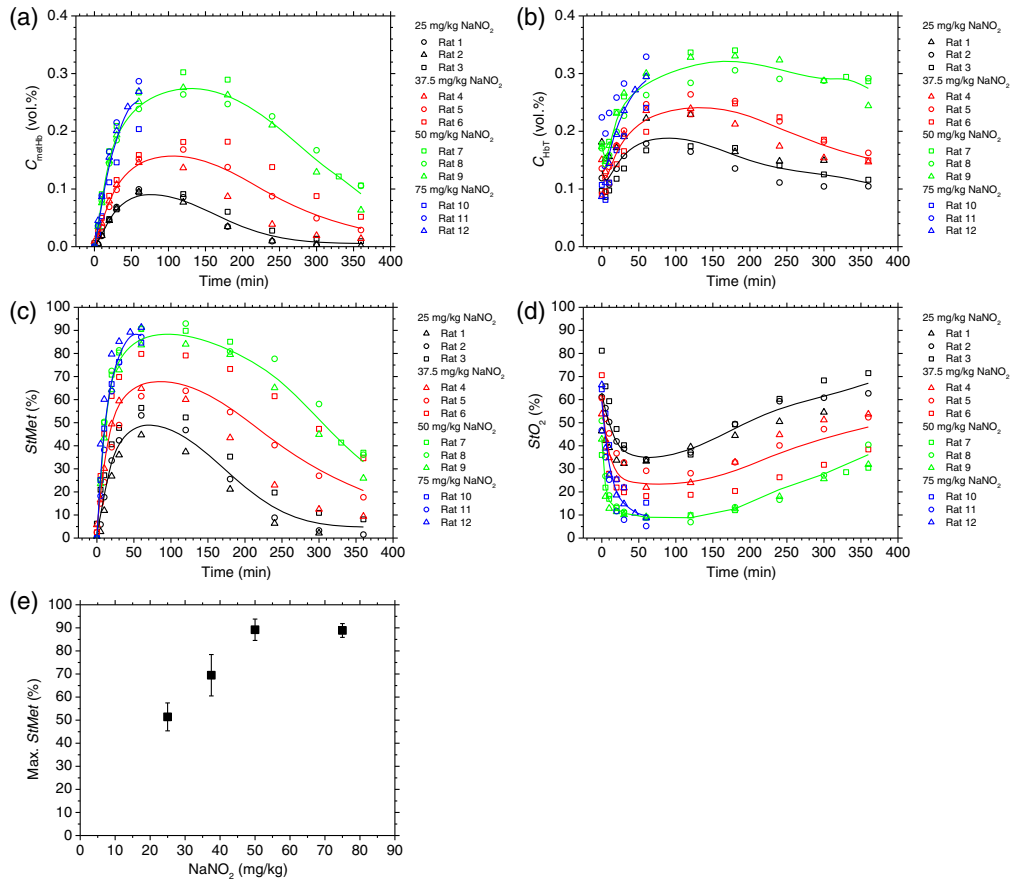 (a)
C_metHb (vol.%)
0.4
0.3
0.2
0.1
0.0
0 50 100 150 200 250 300 350 400
Time (min)
25 mg/kg NaNO₂
Rat 1
Rat 2
Rat 3
37.5 mg/kg NaNO₂
Rat 4
Rat 5
Rat 6
50 mg/kg NaNO₂
Rat 7
Rat 8
Rat 9
75 mg/kg NaNO₂
Rat 10
Rat 11
Rat 12
(b)
C_HbT (vol.%)
0.4
0.3
0.2
0.1
0.0
0 50 100 150 200 250 300 350 400
Time (min)
25 mg/kg NaNO₂
Rat 1
Rat 2
Rat 3
37.5 mg/kg NaNO₂
Rat 4
Rat 5
Rat 6
50 mg/kg NaNO₂
Rat 7
Rat 8
Rat 9
75 mg/kg NaNO₂
Rat 10
Rat 11
Rat 12
(c)
StMet (%)
100
90
80
70
60
50
40
30
20
10
0
0 50 100 150 200 250 300 350 400
Time (min)
25 mg/kg NaNO₂
Rat 1
Rat 2
Rat 3
37.5 mg/kg NaNO₂
Rat 4
Rat 5
Rat 6
50 mg/kg NaNO₂
Rat 7
Rat 8
Rat 9
75 mg/kg NaNO₂
Rat 10
Rat 11
Rat 12
(d)
StO₂ (%)
100
90
80
70
60
50
40
30
20
10
0
0 50 100 150 200 250 300 350 400
Time (min)
25 mg/kg NaNO₂
Rat 1
Rat 2
Rat 3
37.5 mg/kg NaNO₂
Rat 4
Rat 5
Rat 6
50 mg/kg NaNO₂
Rat 7
Rat 8
Rat 9
75 mg/kg NaNO₂
Rat 10
Rat 11
Rat 12
(e)
Max. StMet (%)
100
90
80
70
60
50
40
30
20
10
0
0 10 20 30 40 50 60 70 80 90
NaNO₂ (mg/kg)